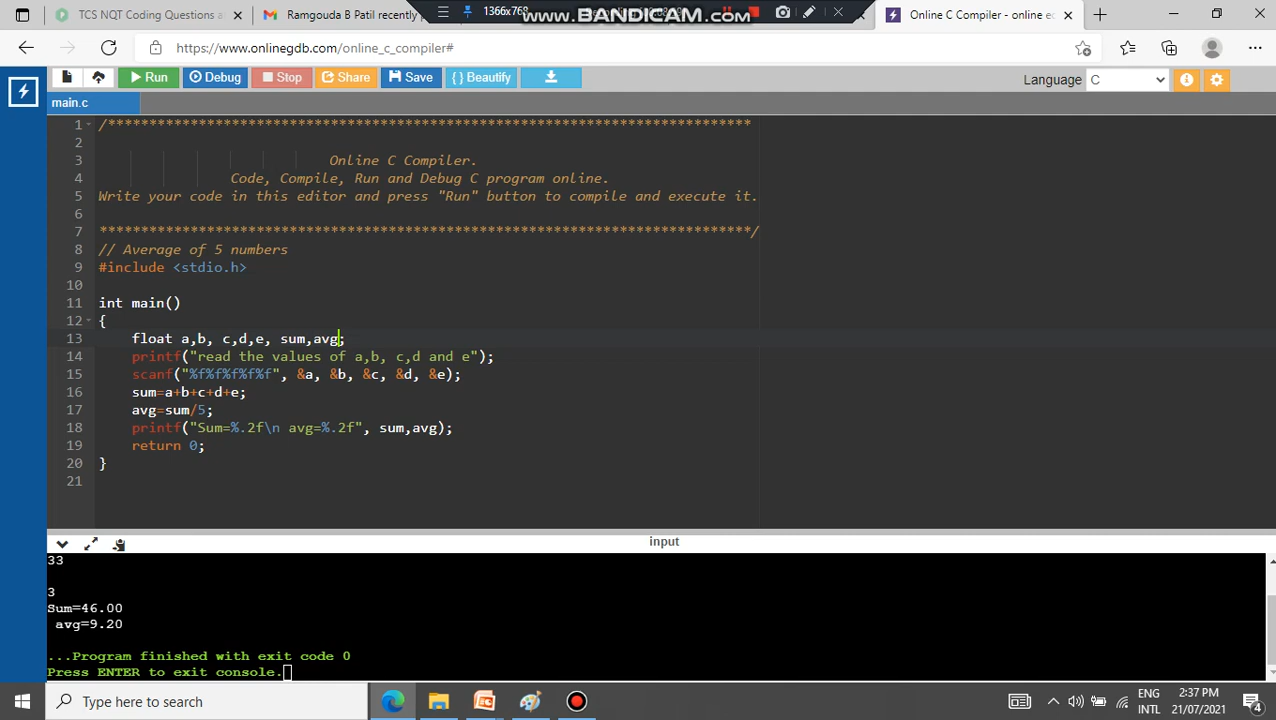 TCS NQT Coding Questions a
Ramgouda B Patil recently
1366x768
www.BANDICAM.com
Online C Compiler - online ed
https://www.onlinegdb.com/online_c_compiler#
Run
Debug
Stop
Share
Save
{ } Beautify
Language C
main.c
1 /******************************************************************************
2
3 Online C Compiler.
4 Code, Compile, Run and Debug C program online.
5 Write your code in this editor and press "Run" button to compile and execute it.
6
7 *******************************************************************************/
8 // Average of 5 numbers
9 #include <stdio.h>
10
11 int main()
12 {
13 float a,b, c,d,e, sum,avg;
14 printf("read the values of a,b, c,d and e");
15 scanf("%f%f%f%f%f", &a, &b, &c, &d, &e);
16 sum=a+b+c+d+e;
17 avg=sum/5;
18 printf("Sum=%.2f\n avg=%.2f", sum,avg);
19 return 0;
20 }
21
input
33
3
Sum=46.00
avg=9.20
...Program finished with exit code 0
Press ENTER to exit console.
Type here to search
ENG
INTL
2:37 PM
21/07/2021
4